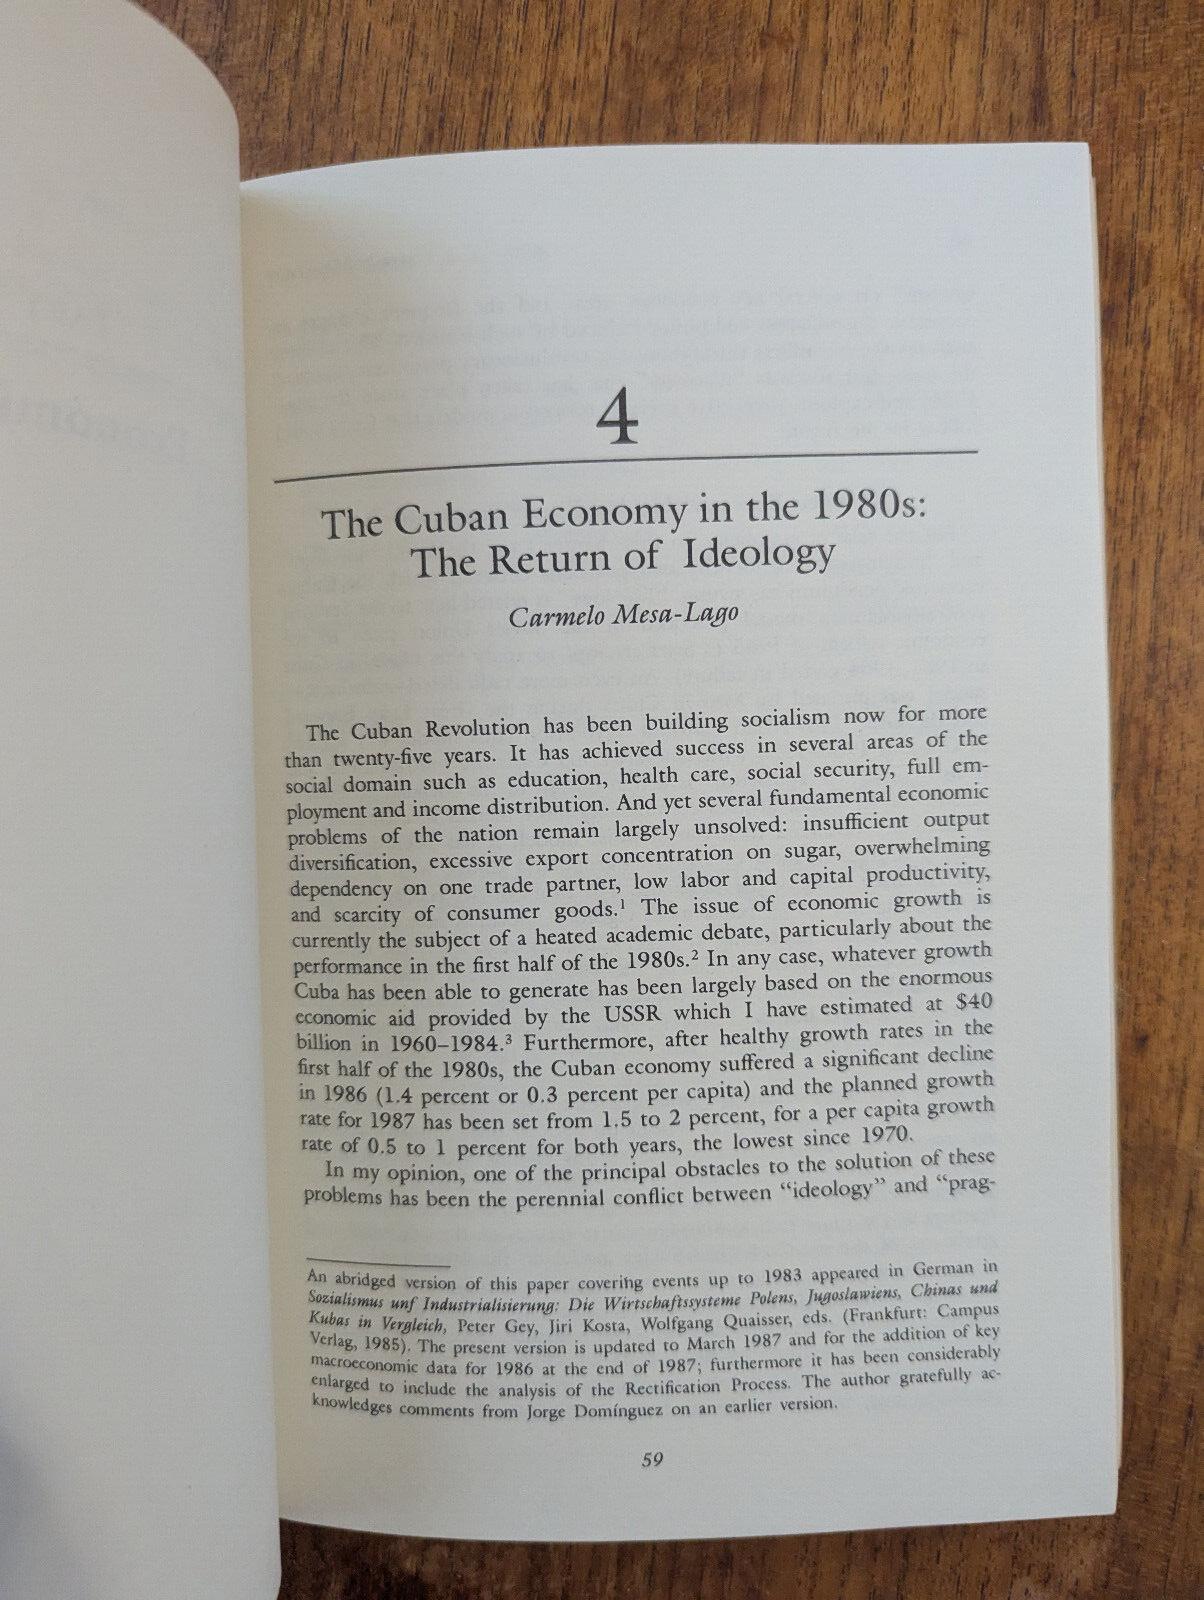 4
The Cuban Economy in the 1980s:
The Return of Ideology
Carmelo Mesa-Lago
The Cuban Revolution has been building socialism now for more
than twenty-five years. It has achieved success in several areas of the
social domain such as education, health care, social security, full em-
ployment and income distribution. And yet several fundamental economic
problems of the nation remain largely unsolved: insufficient output
diversification, excessive export concentration on sugar, overwhelming
dependency on one trade partner, low labor and capital productivity,
and scarcity of consumer goods.¹ The issue of economic growth is
currently the subject of a heated academic debate, particularly about the
performance in the first half of the 1980s.² In any case, whatever growth
Cuba has been able to generate has been largely based on the enormous
economic aid provided by the USSR which I have estimated at $40
billion in 1960–1984.³ Furthermore, after healthy growth rates in the
first half of the 1980s, the Cuban economy suffered a significant decline
in 1986 (1.4 percent or 0.3 percent per capita) and the planned growth
rate for 1987 has been set from 1.5 to 2 percent, for a per capita growth
rate of 0.5 to 1 percent for both years, the lowest since 1970.
In my opinion, one of the principal obstacles to the solution of these
problems has been the perennial conflict between “ideology” and “prag-
An abridged version of this paper covering events up to 1983 appeared in German in
Sozialismus unf Industrialisierung: Die Wirtschaftssysteme Polens, Jugoslawiens, Chinas und
Kubas in Vergleich, Peter Gey, Jiri Kosta, Wolfgang Quaisser, eds. (Frankfurt: Campus
Verlag, 1985). The present version is updated to March 1987 and for the addition of key
macroeconomic data for 1986 at the end of 1987; furthermore it has been considerably
enlarged to include the analysis of the Rectification Process. The author gratefully ac-
knowledges comments from Jorge Domínguez on an earlier version.
59